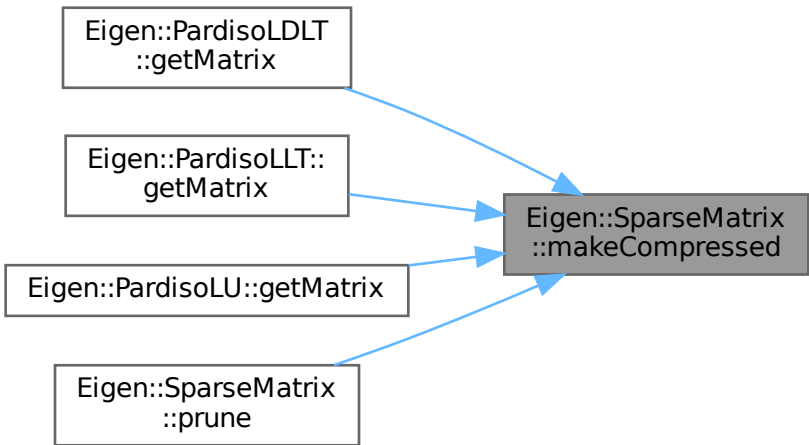 Eigen::PardisoLDLT
::getMatrix
Eigen::PardisoLLT::
getMatrix
Eigen::SparseMatrix
::makeCompressed
Eigen::PardisoLU::getMatrix
Eigen::SparseMatrix
::prune